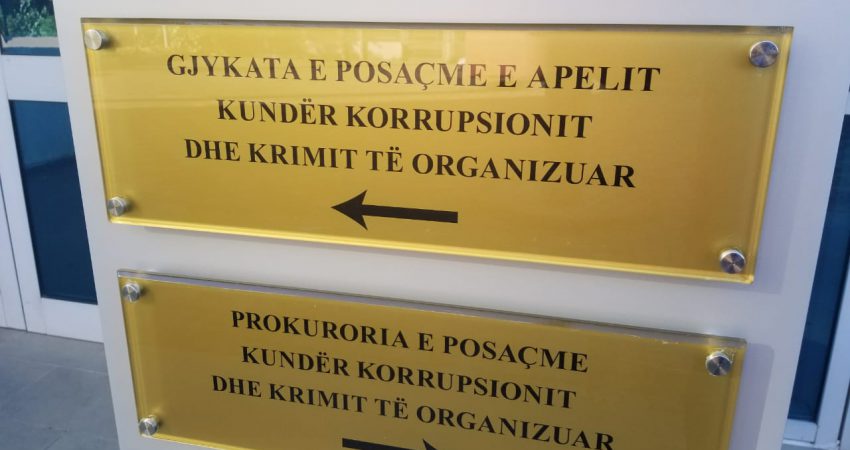 GJYKATA E POSAÇME E APELIT
KUNDËR KORRUPSIONIT
DHE KRIMIT TË ORGANIZUAR
PROKURORIA E POSAÇME
KUNDËR KORRUPSIONIT
DHE KRIMIT TË ORGANIZUAR